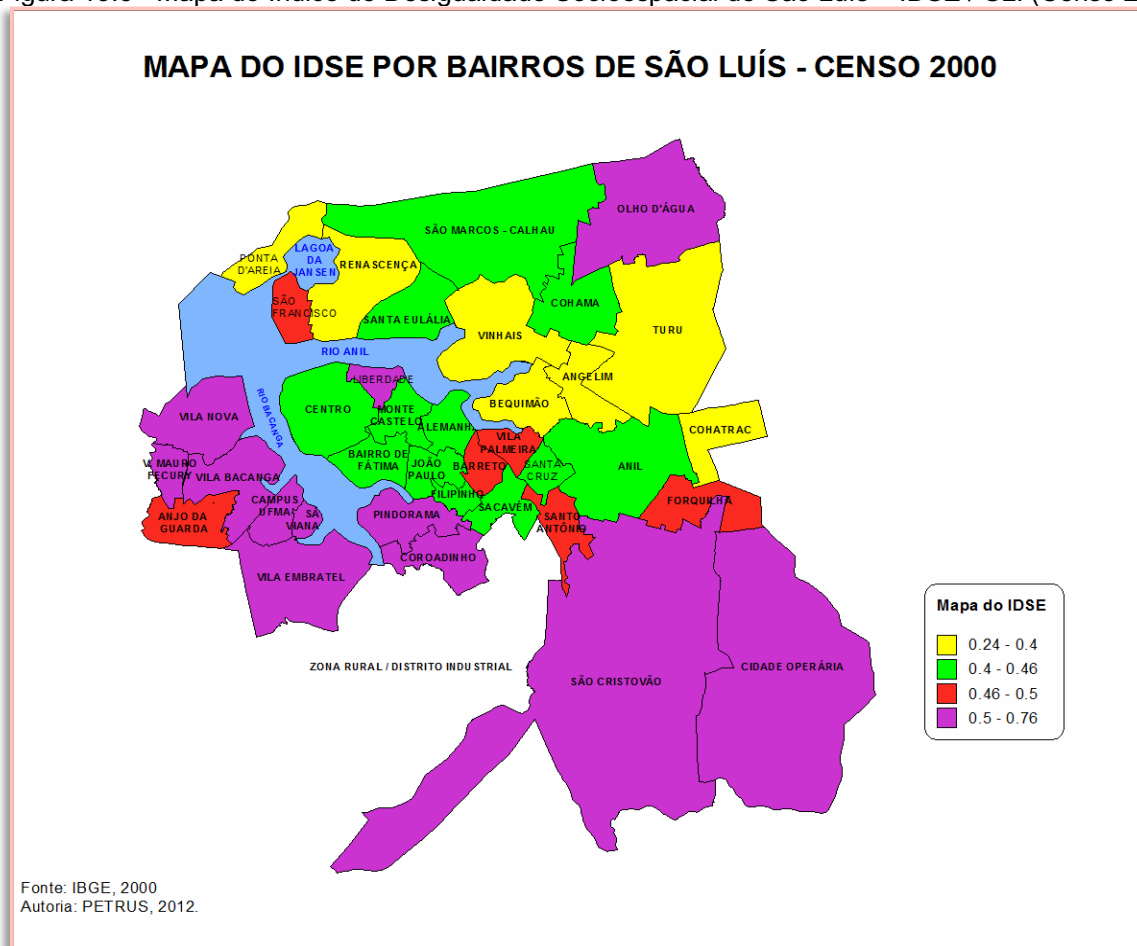 MAPA DO IDSE POR BAIRROS DE SÃO LUÍS - CENSO 2000
OLHO D'ÁGUA
SÃO MARCOS - CALHAU
LAGOA
DA
JANSEN
PONTA
D'AREIA
RENASCENÇA
SÃO
FRANCISCO
SANTA EULÁLIA
COHAMA
VINHAIS
TURU
RIO ANIL
LIBERDADE
ANGELIM
RIO BACANGA
CENTRO
MONTE
CASTELO
BEQUIMÃO
VILA NOVA
ALEMANH
COHATRAC
VILA
PALMEIRA
BAIRRO DE
FÁTIMA
JOÃO
PAULO
BARRETO
SANTA
CRUZ
ANIL
V. MAURO
FECURY
VILA BACANGA
FILIPINHO
CAMPUS
UFMA
SÁ
VIANA
SACAVÉM
FORQUILHA
ANJO DA
GUARDA
PINDORAMA
SANTO
ANTÔNIO
COROADINHO
VILA EMBRATEL
ZONA RURAL / DISTRITO INDUSTRIAL
SÃO CRISTOVÃO
CIDADE OPERÁRIA
Mapa do IDSE
0.24 - 0.4
0.4 - 0.46
0.46 - 0.5
0.5 - 0.76
Fonte: IBGE, 2000
Autoria: PETRUS, 2012.